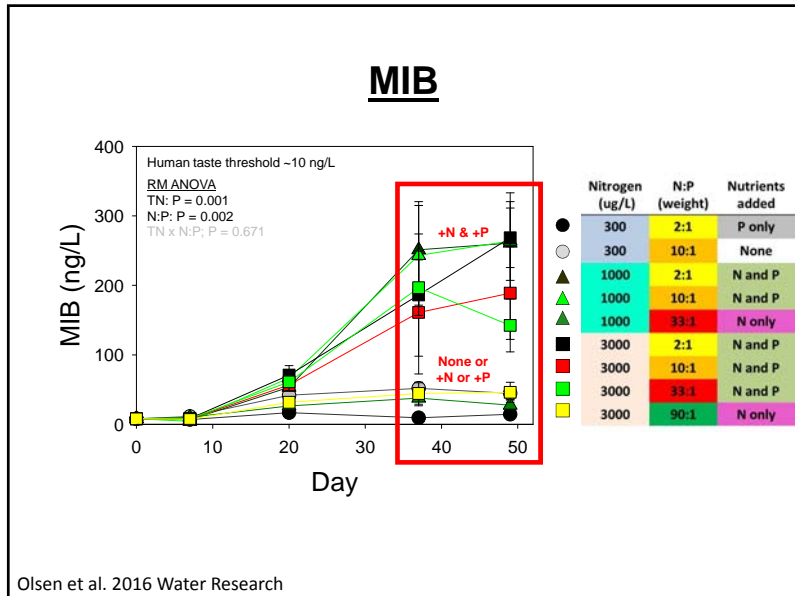 MIB
400
300
200
100
0
MIB (ng/L)
Human taste threshold ~10 ng/L
RM ANOVA
TN: P = 0.001
N:P: P = 0.002
TN x N:P; P = 0.671
+N & +P
None or
+N or +P
0 10 20 30 40 50
Day
Nitrogen (ug/L) N:P (weight) Nutrients added
300 2:1 P only
300 10:1 None
1000 2:1 N and P
1000 10:1 N and P
1000 33:1 N only
3000 2:1 N and P
3000 10:1 N and P
3000 33:1 N and P
3000 90:1 N only
Olsen et al. 2016 Water Research